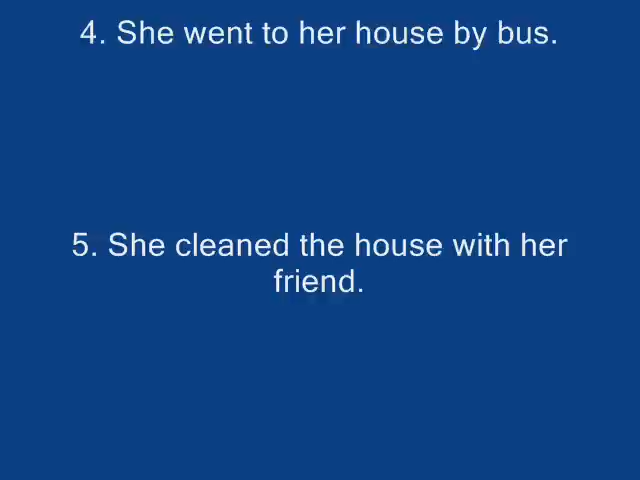 4. She went to her house by bus.
5. She cleaned the house with her
friend.